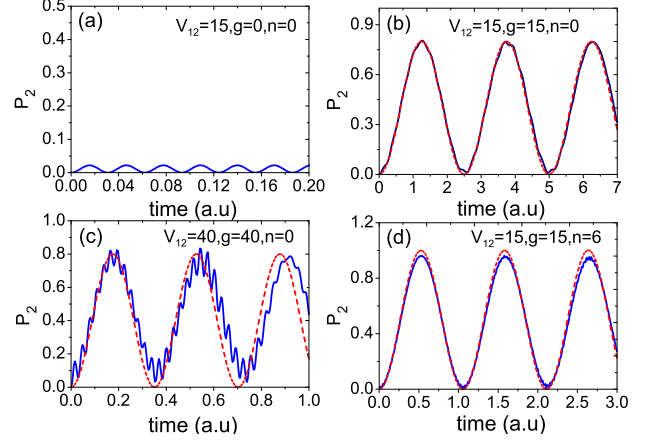 (a) V₁₂=15,g=0,n=0
P₂
0.5
0.4
0.3
0.2
0.1
0.0
0.00 0.04 0.08 0.12 0.16 0.20
time (a.u)
(b) V₁₂=15,g=15,n=0
P₂
0.9
0.6
0.3
0.0
0 1 2 3 4 5 6 7
time (a.u)
(c) V₁₂=40,g=40,n=0
P₂
1.0
0.8
0.6
0.4
0.2
0.0
0.0 0.2 0.4 0.6 0.8 1.0
time (a.u)
(d) V₁₂=15,g=15,n=6
P₂
1.2
0.8
0.4
0.0
0.0 0.5 1.0 1.5 2.0 2.5 3.0
time (a.u)